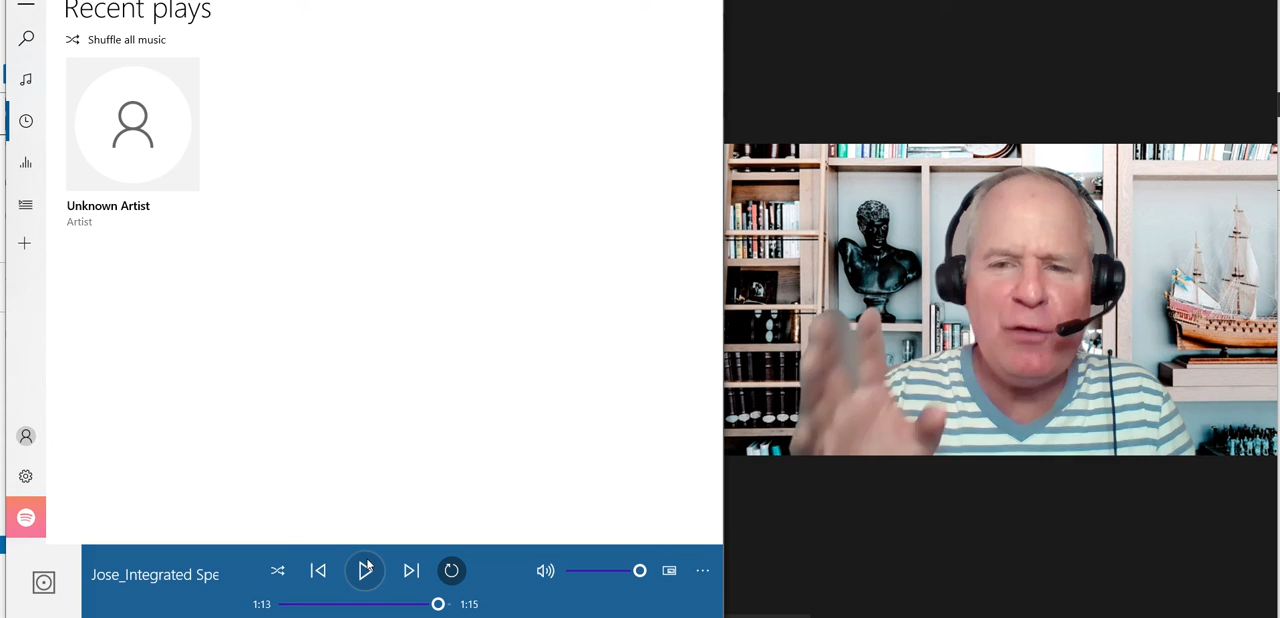 Recent plays
Shuffle all music
Unknown Artist
Artist
Jose_Integrated Spe
1:13
1:15